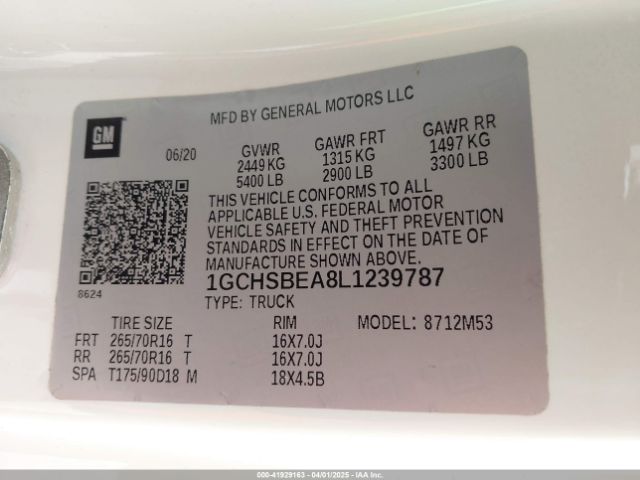 GM
MFD BY GENERAL MOTORS LLC
06/20
GVWR GAWR FRT GAWR RR
2449 KG 1315 KG 1497 KG
5400 LB 2900 LB 3300 LB
THIS VEHICLE CONFORMS TO ALL
APPLICABLE U.S. FEDERAL MOTOR
VEHICLE SAFETY AND THEFT PREVENTION
STANDARDS IN EFFECT ON THE DATE OF
MANUFACTURE SHOWN ABOVE.
8624
1GCHSBEA8L1239787
TYPE: TRUCK
TIRE SIZE RIM MODEL: 8712M53
FRT 265/70R16 T 16X7.0J
RR 265/70R16 T 16X7.0J
SPA T175/90D18 M 18X4.5B
000-41929163 - 04/01/2025 - IAA Inc.